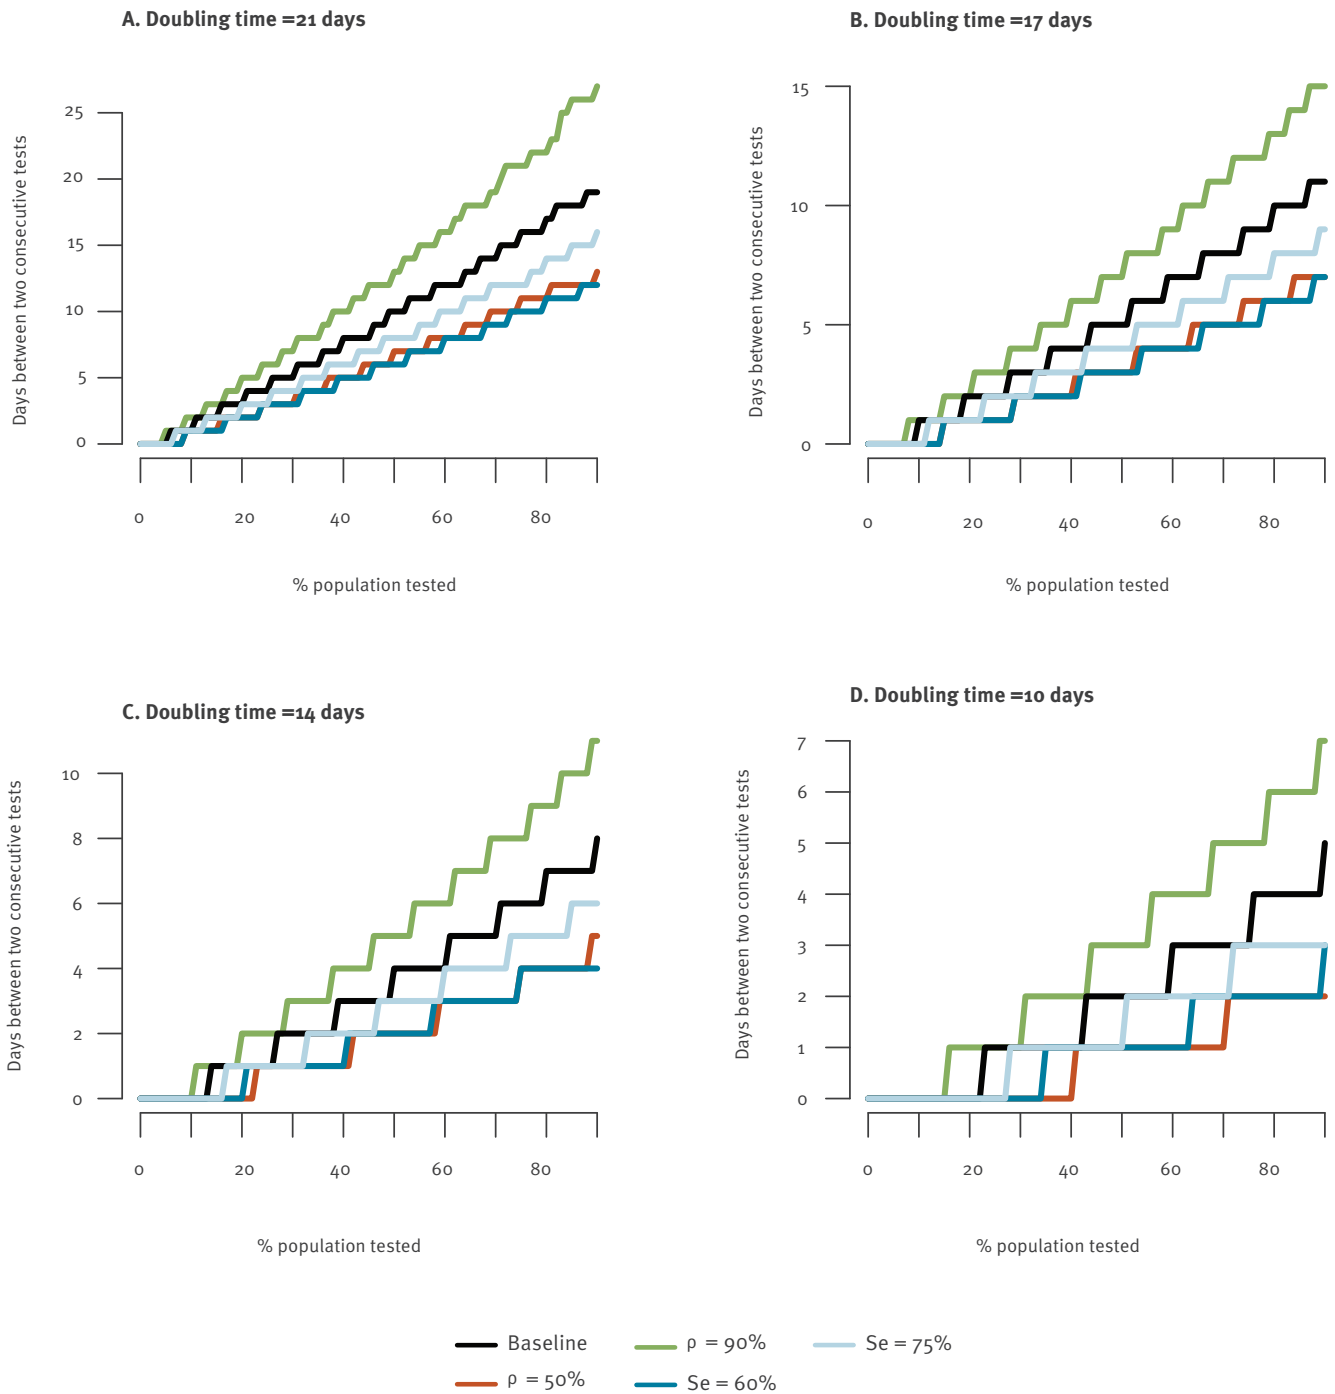 A. Doubling time =21 days
Days between two consecutive tests
25
20
15
10
5
0
0 20 40 60 80
% population tested
B. Doubling time =17 days
Days between two consecutive tests
15
10
5
0
0 20 40 60 80
% population tested
C. Doubling time =14 days
Days between two consecutive tests
10
8
6
4
2
0
0 20 40 60 80
% population tested
D. Doubling time =10 days
Days between two consecutive tests
7
6
5
4
3
2
1
0
0 20 40 60 80
% population tested
Baseline ρ = 90% Se = 75%
ρ = 50% Se = 60%